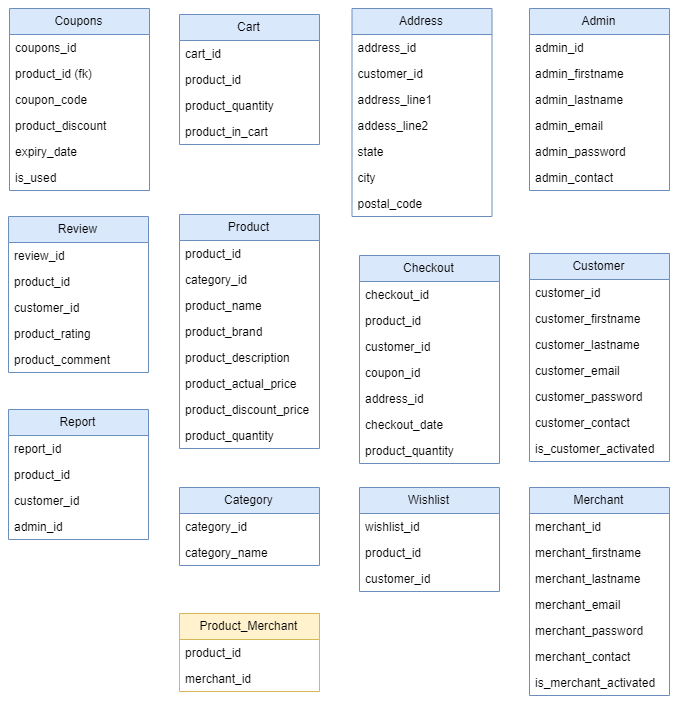 Coupons
coupons_id
product_id (fk)
coupon_code
product_discount
expiry_date
is_used
Cart
cart_id
product_id
product_quantity
product_in_cart
Address
address_id
customer_id
address_line1
addess_line2
state
city
postal_code
Admin
admin_id
admin_firstname
admin_lastname
admin_email
admin_password
admin_contact
Review
review_id
product_id
customer_id
product_rating
product_comment
Product
product_id
category_id
product_name
product_brand
product_description
product_actual_price
product_discount_price
product_quantity
Checkout
checkout_id
product_id
customer_id
coupon_id
address_id
checkout_date
product_quantity
Customer
customer_id
customer_firstname
customer_lastname
customer_email
customer_password
customer_contact
is_customer_activated
Report
report_id
product_id
customer_id
admin_id
Category
category_id
category_name
Wishlist
wishlist_id
product_id
customer_id
Merchant
merchant_id
merchant_firstname
merchant_lastname
merchant_email
merchant_password
merchant_contact
is_merchant_activated
Product_Merchant
product_id
merchant_id